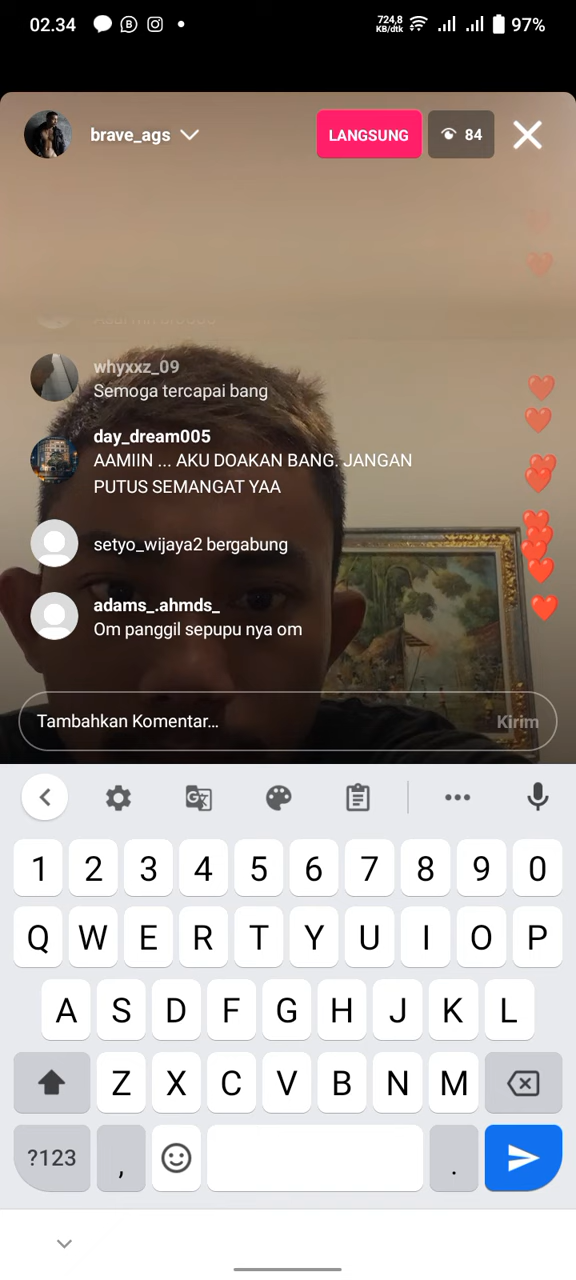 02.34
724,8
KB/dtk
97%
brave_ags
LANGSUNG
84
whyxxz_09
Semoga tercapai bang
day_dream005
AAMIIN ... AKU DOAKAN BANG. JANGAN
PUTUS SEMANGAT YAA
setyo_wijaya2 bergabung
adams_.ahmds_
Om panggil sepupu nya om
Tambahkan Komentar...
Kirim
1 2 3 4 5 6 7 8 9 0
Q W E R T Y U I O P
A S D F G H J K L
Z X C V B N M
?123 , .